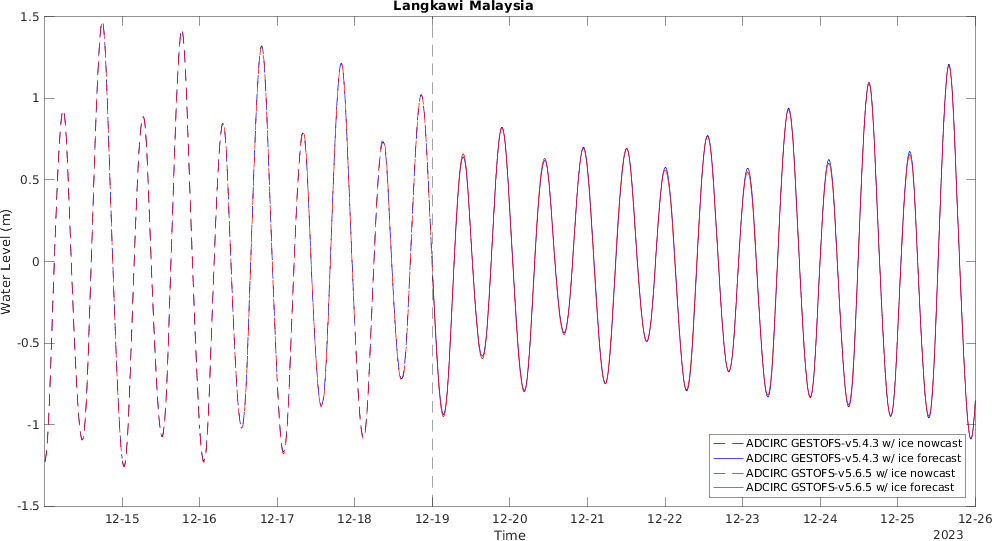 Langkawi Malaysia
1.5
1
0.5
0
-0.5
-1
-1.5
Water Level (m)
12-15
12-16
12-17
12-18
12-19
12-20
12-21
12-22
12-23
12-24
12-25
12-26
Time
2023
ADCIRC GESTOFS-v5.4.3 w/ ice nowcast
ADCIRC GESTOFS-v5.4.3 w/ ice forecast
ADCIRC GSTOFS-v5.6.5 w/ ice nowcast
ADCIRC GSTOFS-v5.6.5 w/ ice forecast